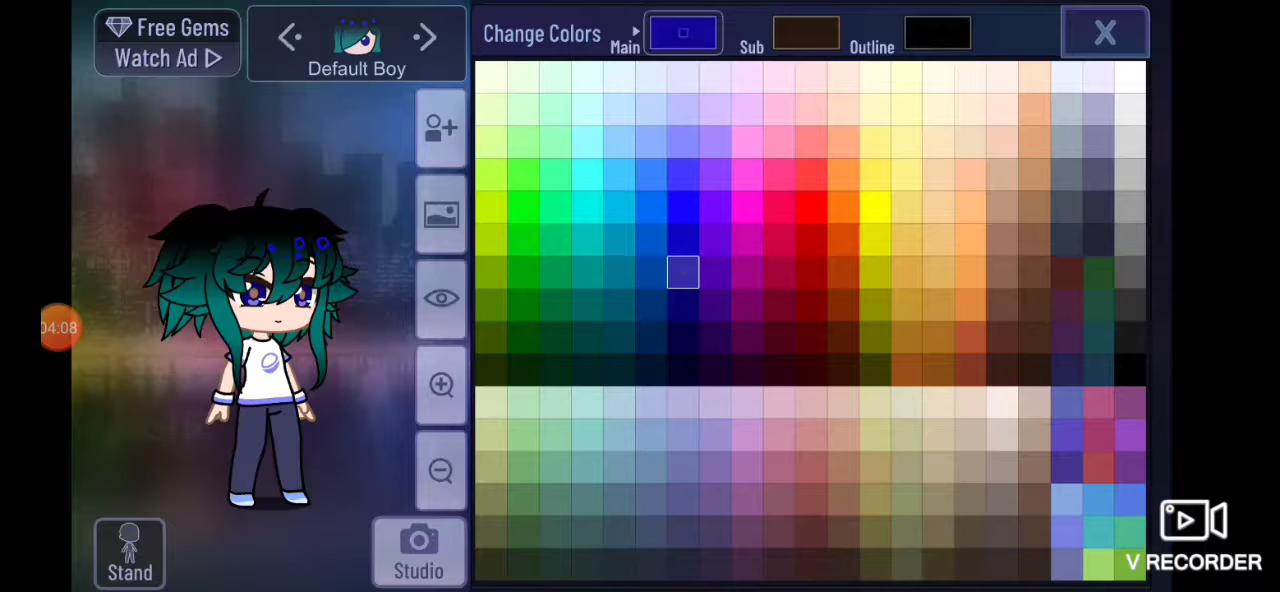 Free Gems
Watch Ad
Default Boy
Change Colors
Main
Sub
Outline
X
04:08
Stand
Studio
V RECORDER